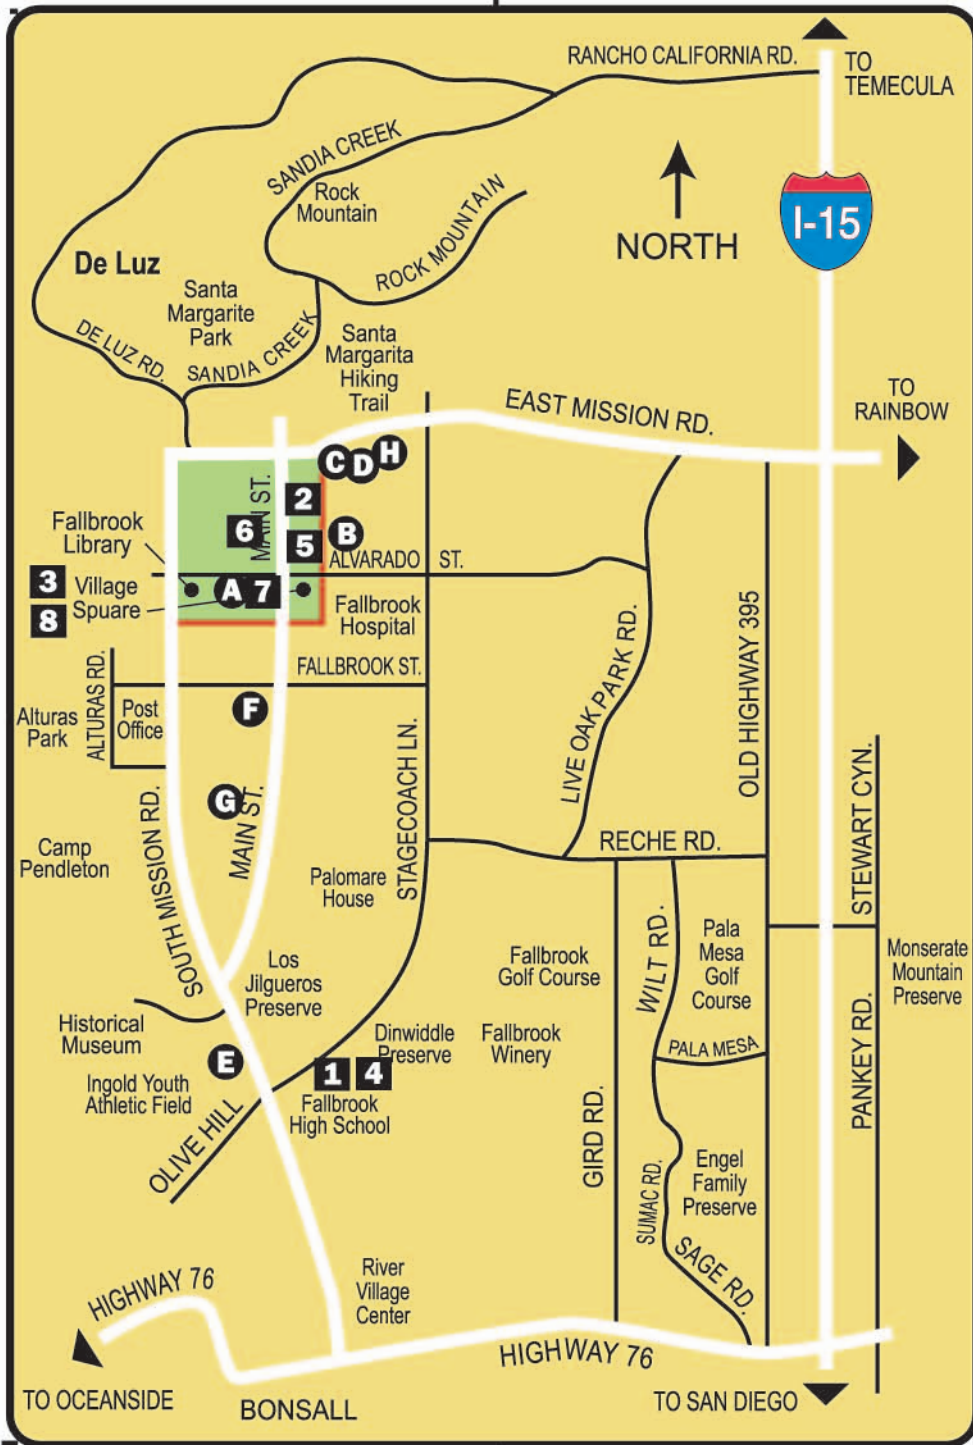 RANCHO CALIFORNIA RD.
TO
TEMECULA
SANDIA CREEK
Rock
Mountain
ROCK MOUNTAIN
NORTH
I-15
De Luz
Santa
Margarite
Park
DE LUZ RD.
SANDIA CREEK
Santa
Margarita
Hiking
Trail
EAST MISSION RD.
TO
RAINBOW
C
D
H
MAIN ST.
2
6
5
B
Fallbrook
Library
ALVARADO ST.
3
Village
Spuare
8
A
7
Fallbrook
Hospital
FALLBROOK ST.
ALTURAS RD.
Alturas
Park
Post
Office
F
LIVE OAK PARK RD.
OLD HIGHWAY 395
STAGECOACH LN.
G
MAIN ST.
SOUTH MISSION RD.
Camp
Pendleton
Palomare
House
RECHE RD.
STEWART CYN.
WILT RD.
Pala
Mesa
Golf
Course
Fallbrook
Golf Course
Los
Jilgueros
Preserve
Monserate
Mountain
Preserve
Historical
Museum
Dinwiddle
Preserve
Fallbrook
Winery
PALA MESA
PANKEY RD.
E
1
4
Ingold Youth
Athletic Field
Fallbrook
High School
OLIVE HILL
GIRD RD.
SUMAC RD.
Engel
Family
Preserve
SAGE RD.
HIGHWAY 76
River
Village
Center
HIGHWAY 76
TO OCEANSIDE
BONSALL
TO SAN DIEGO